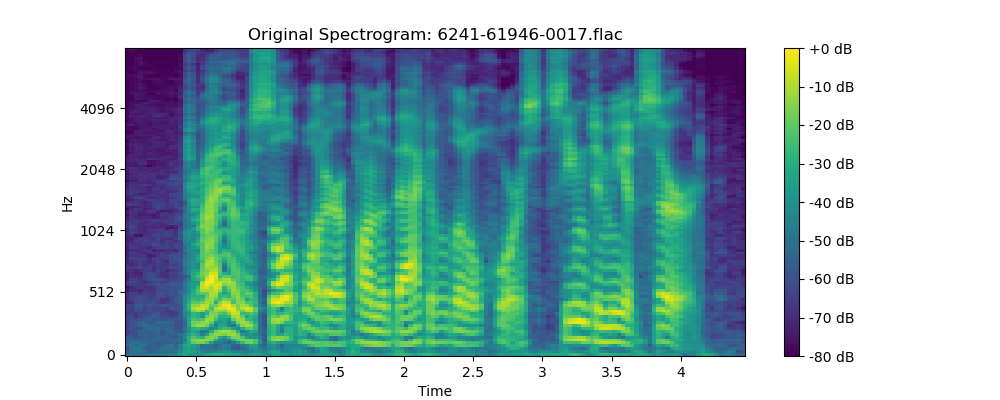 Original Spectrogram: 6241-61946-0017.flac
+0 dB
-10 dB
-20 dB
-30 dB
-40 dB
-50 dB
-60 dB
-70 dB
-80 dB
Hz
4096
2048
1024
512
0
0 0.5 1 1.5 2 2.5 3 3.5 4
Time